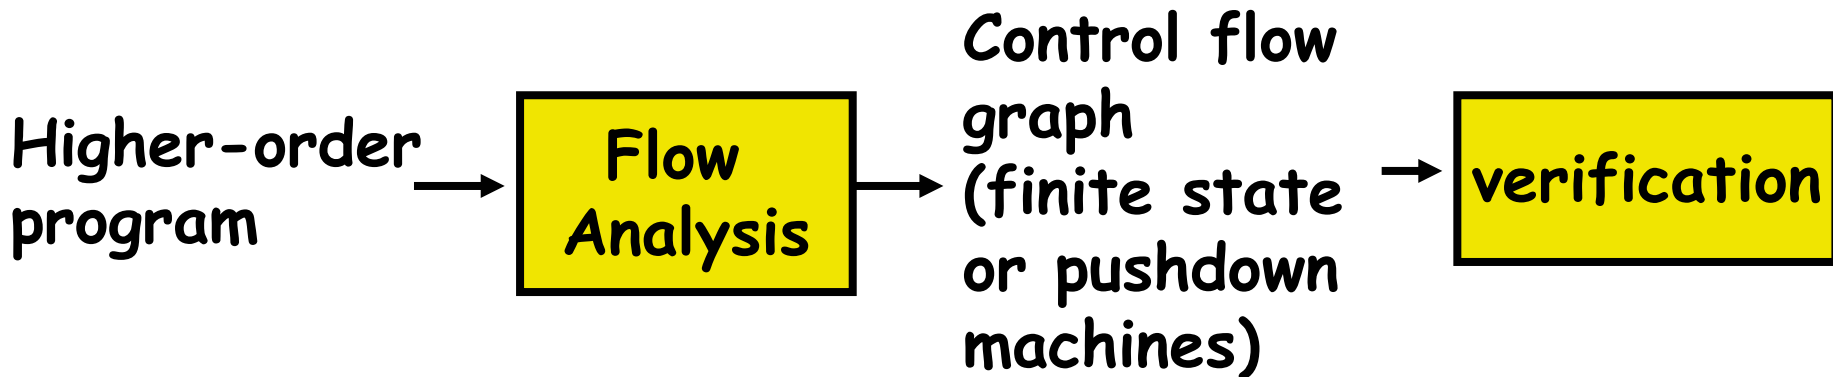 Higher-order
program
Flow
Analysis
Control flow
graph
(finite state
or pushdown
machines)
verification